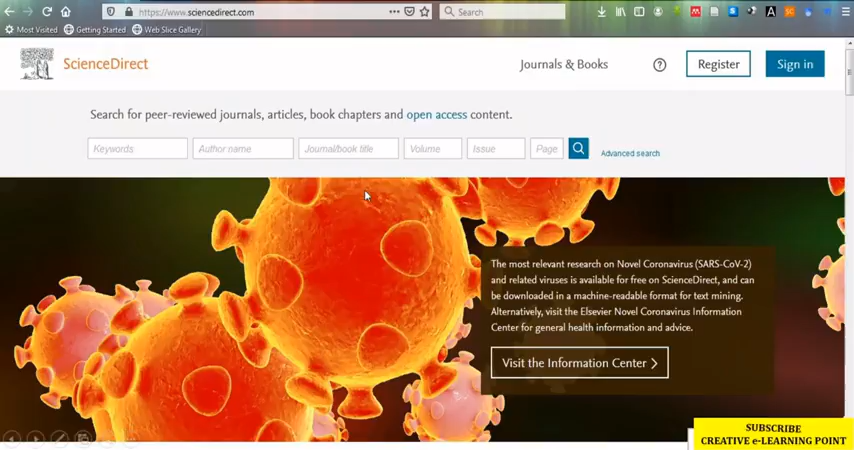 https://www.sciencedirect.com
Search
Most Visited
Getting Started
Web Slice Gallery
ScienceDirect
Journals & Books
?
Register
Sign in
Search for peer-reviewed journals, articles, book chapters and open access content.
Keywords
Author name
Journal/book title
Volume
Issue
Page
Advanced search
The most relevant research on Novel Coronavirus (SARS-CoV-2)
and related viruses is available for free on ScienceDirect, and can
be downloaded in a machine-readable format for text mining.
Alternatively, visit the Elsevier Novel Coronavirus Information
Center for general health information and advice.
Visit the Information Center
SUBSCRIBE
CREATIVE e-LEARNING POINT